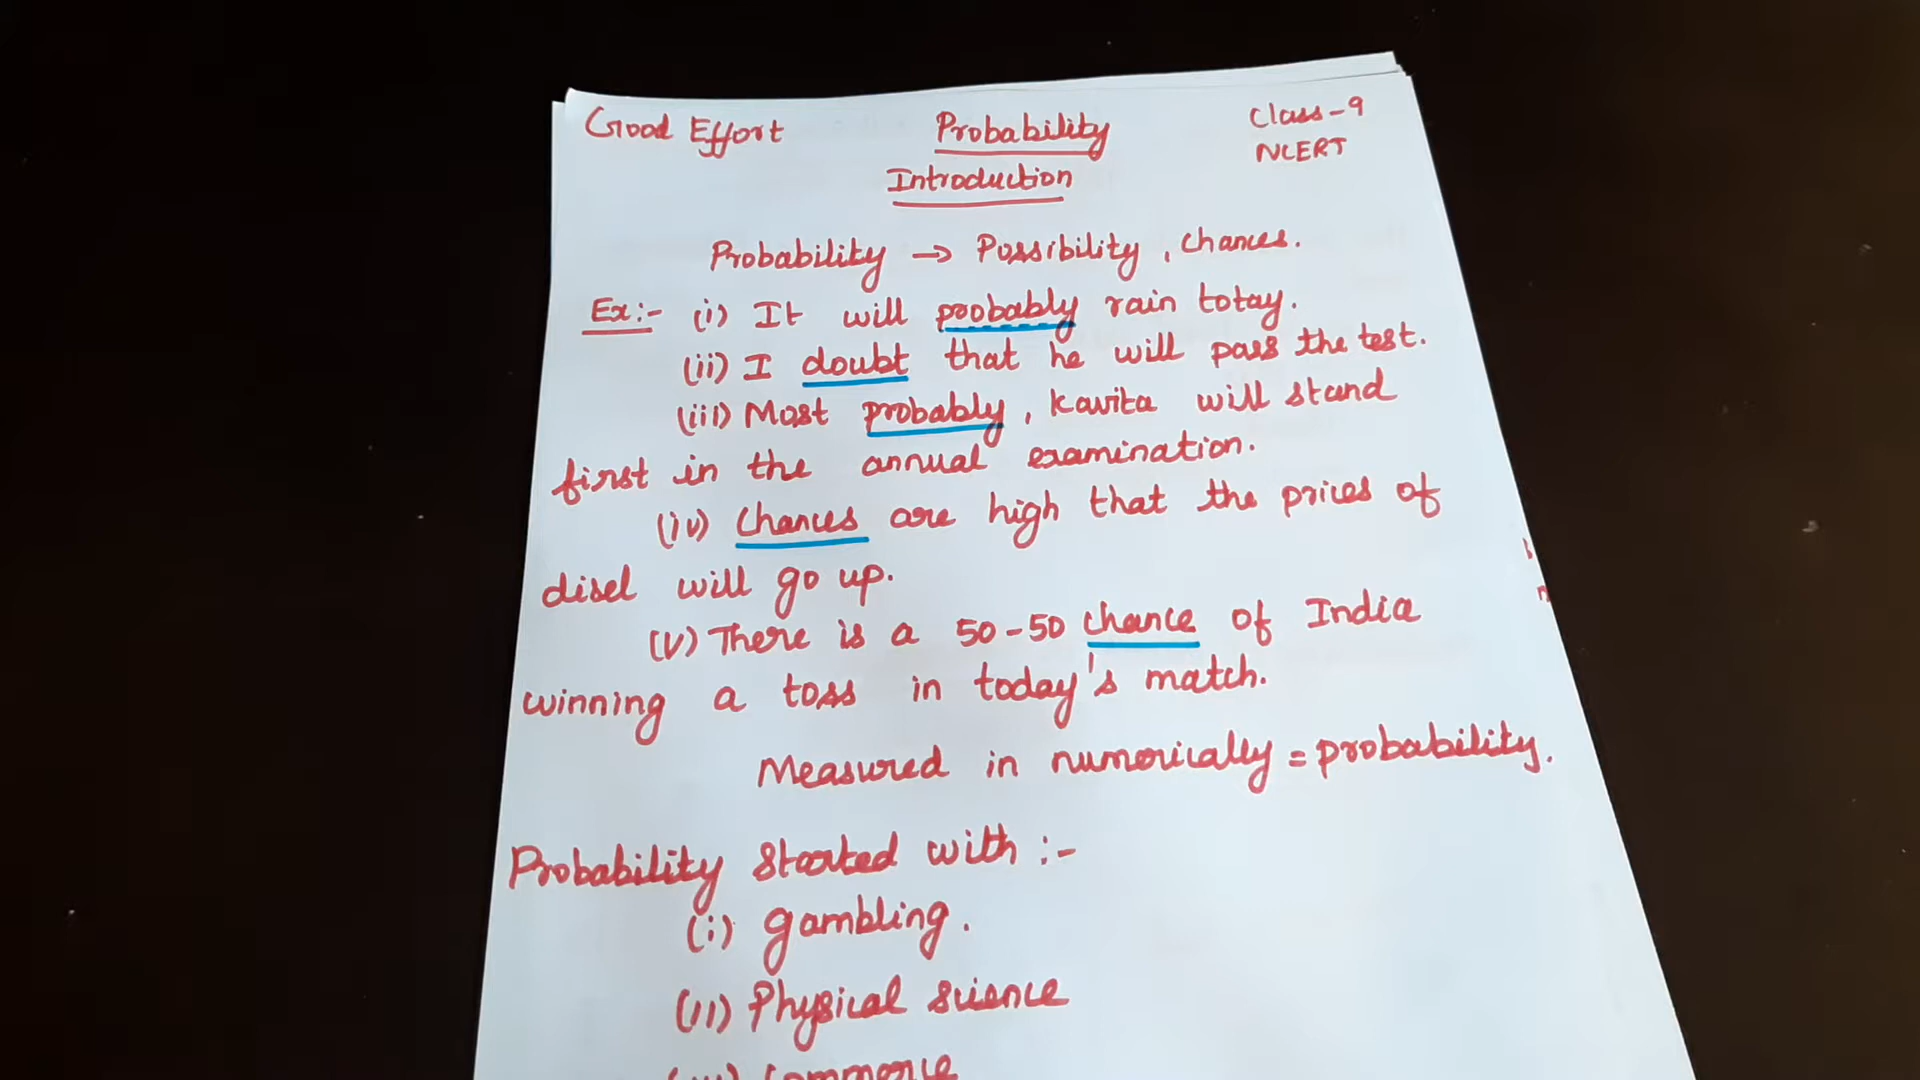 Good Effort Probability Class-9
NCERT
Introduction
Probability → Possibility, Chances.
Ex:- (i) It will probably rain totay.
(ii) I doubt that he will pass the test.
(iii) Most probably, Kavita will stand
first in the annual examination.
(iv) Chances are high that the prices of
disel will go up.
(V) There is a 50-50 chance of India
winning a toss in today's match.
Measured in numerically = probability.
Probability Started with :-
(i) gambling.
(ii) Physical science
Commerce